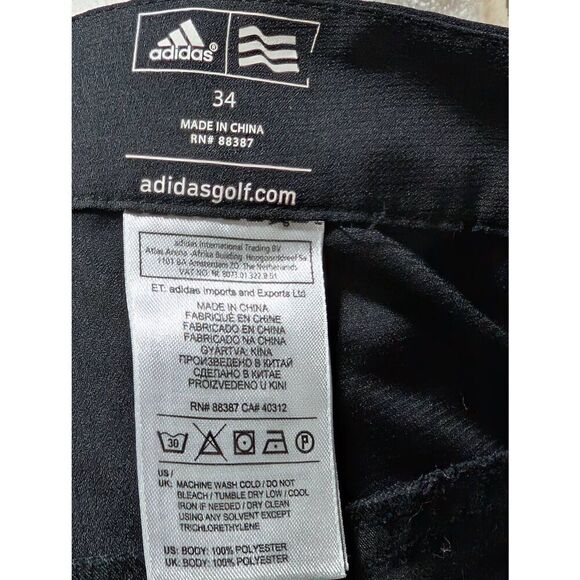 adidas®
34
MADE IN CHINA
RN# 88387
adidasgolf.com
adidas International Trading BV
Atlas Arena -Afrika Building Hoogoorddreef 9a
1101 BA Amsterdam ZO, The Netherlands
VAT NO.
ET: adidas Imports and Exports Ltd
MADE IN CHINA
FABRIQUÉ EN CHINE
FABRICADO EN CHINA
FABRICADO NA CHINA
GYÁRTVA: KINA
ПРОИЗВЕДЕНО В КИТАЙ
СДЕЛАНО В КИТАЕ
PROIZVEDENO U KINI
RN# 88387 CA# 40312
30 P
US /
UK: MACHINE WASH COLD / DO NOT
BLEACH / TUMBLE DRY LOW / COOL
IRON IF NEEDED / DRY CLEAN
USING ANY SOLVENT EXCEPT
TRICHLORETHYLENE
US: BODY: 100% POLYESTER
UK: BODY: 100% POLYESTER